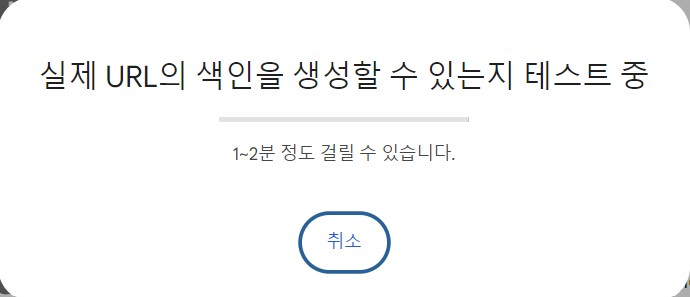 실제 URL의 색인을 생성할 수 있는지 테스트 중
1~2분 정도 걸릴 수 있습니다.
취소